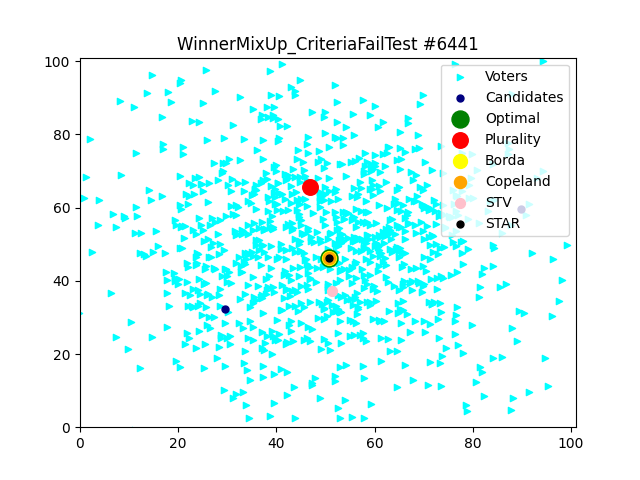 WinnerMixUp_CriteriaFailTest #6441
100
80
60
40
20
0
0 20 40 60 80 100
Voters
Candidates
Optimal
Plurality
Borda
Copeland
STV
STAR